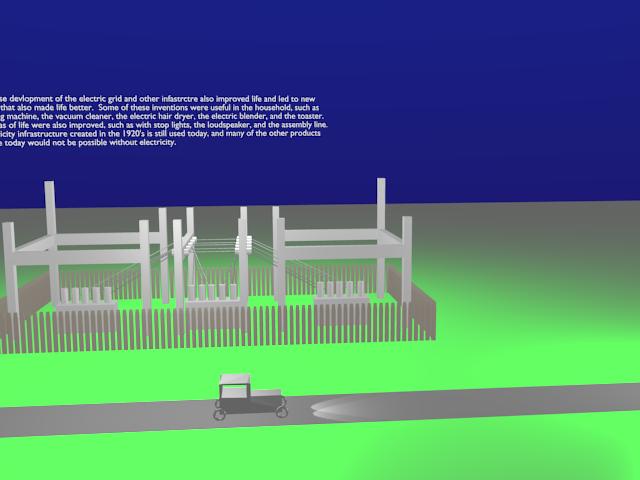 se devlopment of the electric grid and other infastrctre also improved life and led to new
that also made life better. Some of these inventions were useful in the household, such as
g machine, the vacuum cleaner, the electric hair dryer, the electric blender, and the toaster.
as of life were also improved, such as with stop lights, the loudspeaker, and the assembly line.
icity infrastructure created in the 1920's is still used today, and many of the other products
e today would not be possible without electricity.